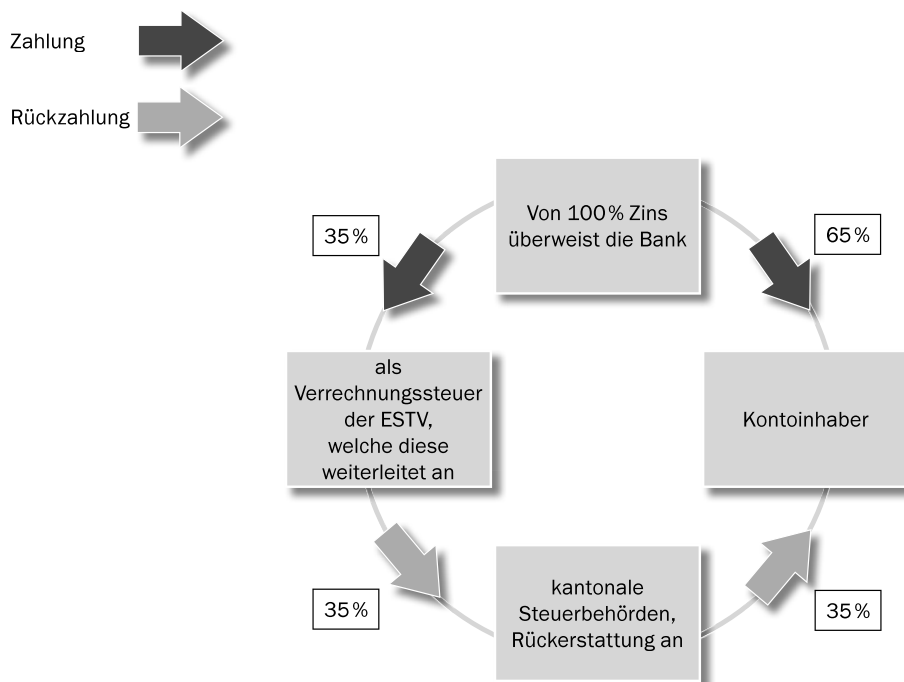 Zahlung
Rückzahlung
Von 100% Zins
überweist die Bank
35%
65%
als
Verrechnungssteuer
der ESTV,
welche diese
weiterleitet an
Kontoinhaber
kantonale
Steuerbehörden,
Rückerstattung an
35%
35%